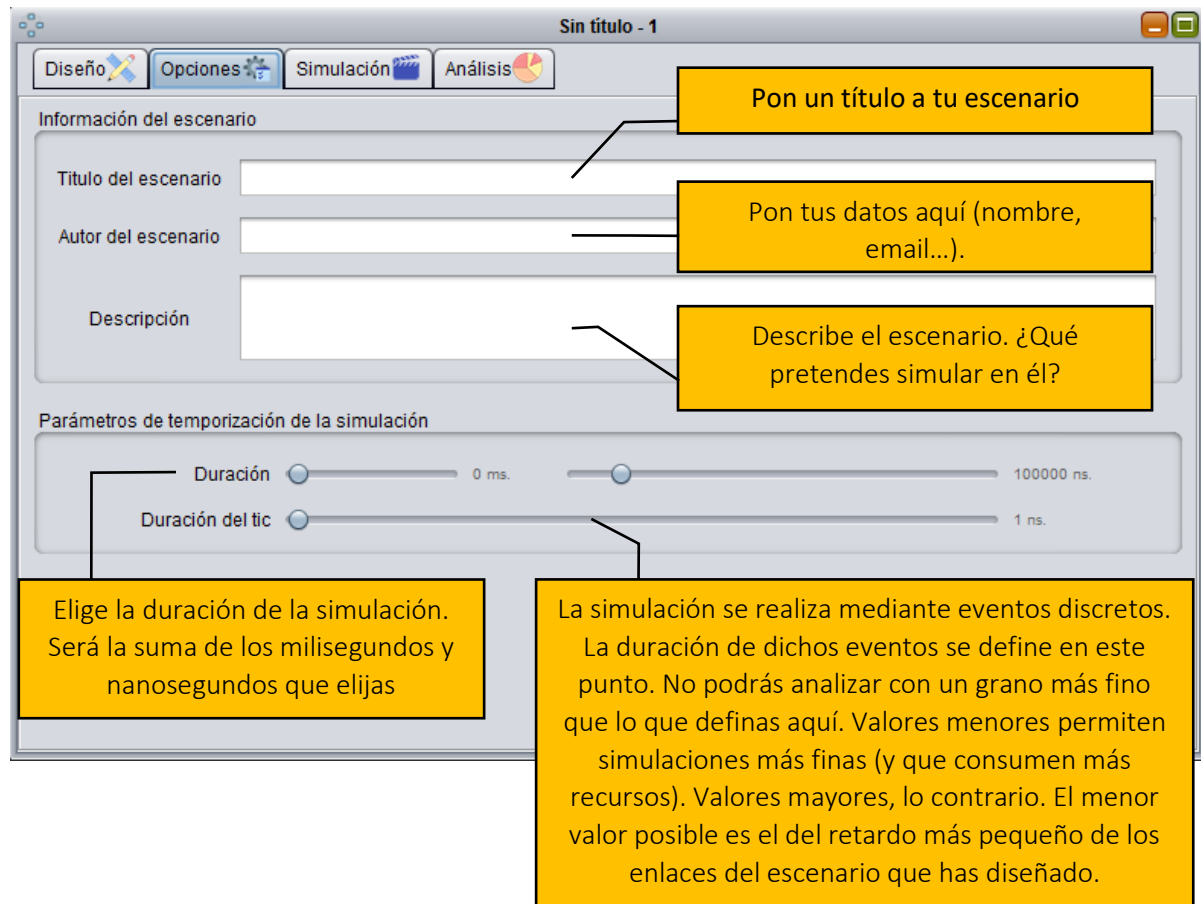 Sin título - 1
Diseño
Opciones
Simulación
Análisis
Pon un título a tu escenario
Información del escenario
Titulo del escenario
Pon tus datos aquí (nombre,
email…).
Autor del escenario
Descripción
Describe el escenario. ¿Qué
pretendes simular en él?
Parámetros de temporización de la simulación
Duración
0 ms.
100000 ns.
Duración del tic
1 ns.
Elige la duración de la simulación.
Será la suma de los milisegundos y
nanosegundos que elijas
La simulación se realiza mediante eventos discretos.
La duración de dichos eventos se define en este
punto. No podrás analizar con un grano más fino
que lo que definas aquí. Valores menores permiten
simulaciones más finas (y que consumen más
recursos). Valores mayores, lo contrario. El menor
valor posible es el del retardo más pequeño de los
enlaces del escenario que has diseñado.